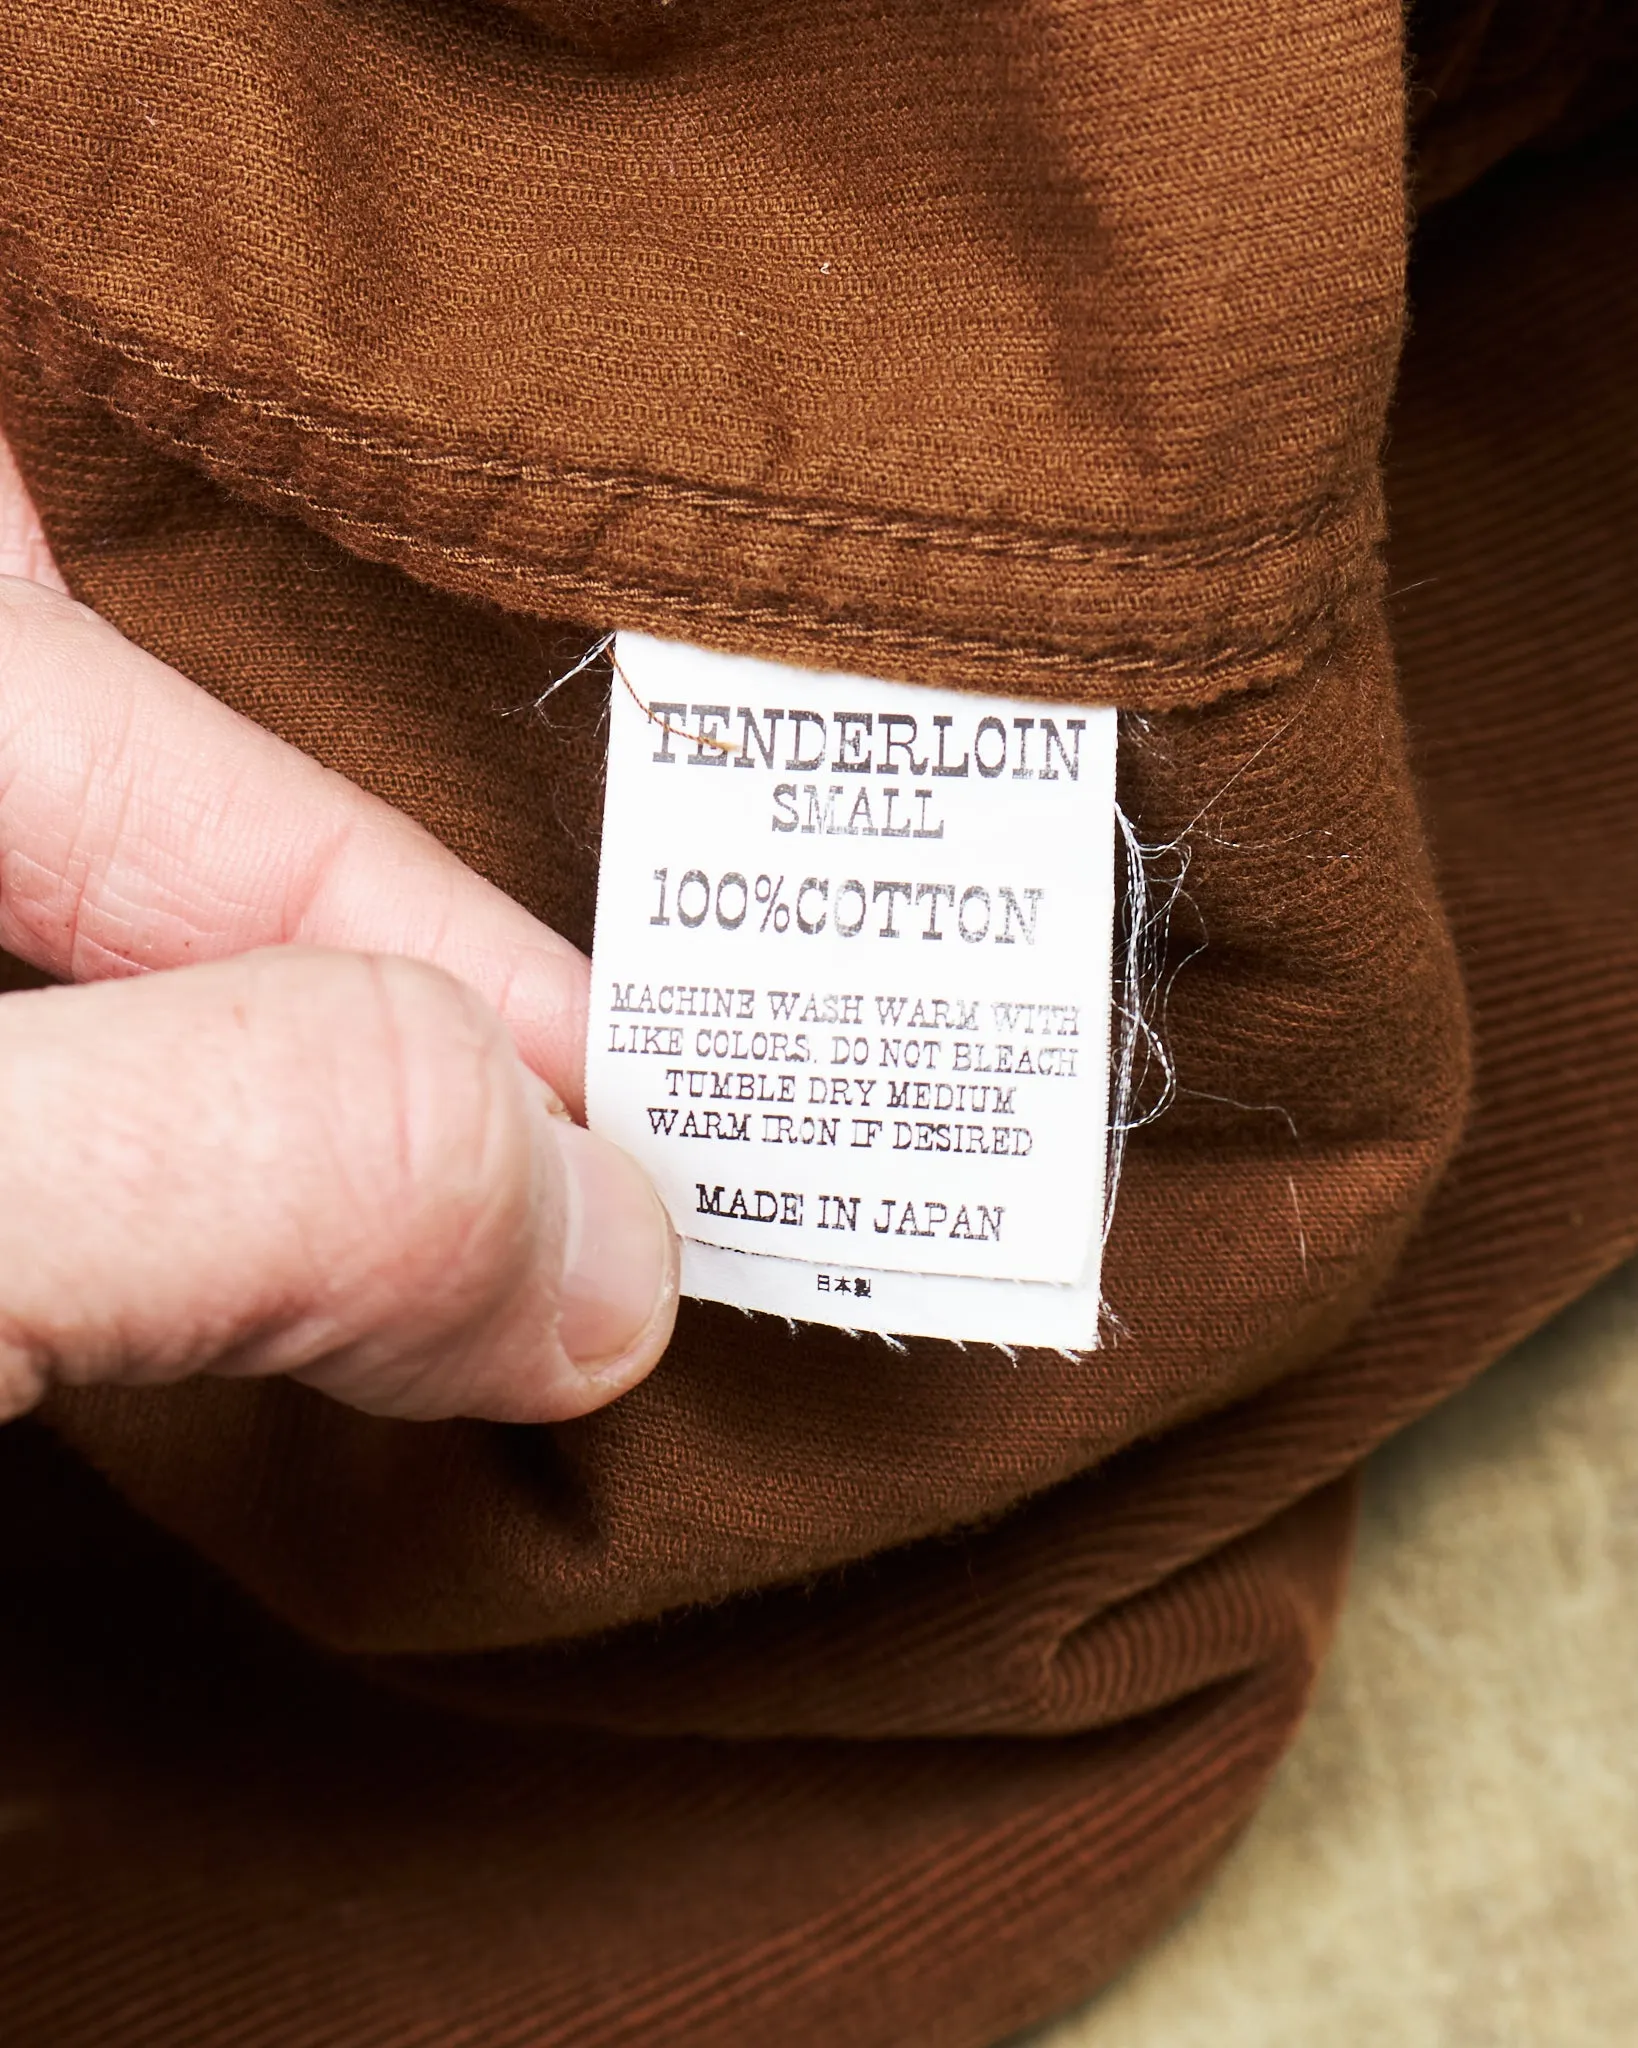 TENDERLOIN
SMALL
100%COTTON
MACHINE WASH WARM WITH
LIKE COLORS. DO NOT BLEACH
TUMBLE DRY MEDIUM
WARM IRON IF DESIRED
MADE IN JAPAN
日本製